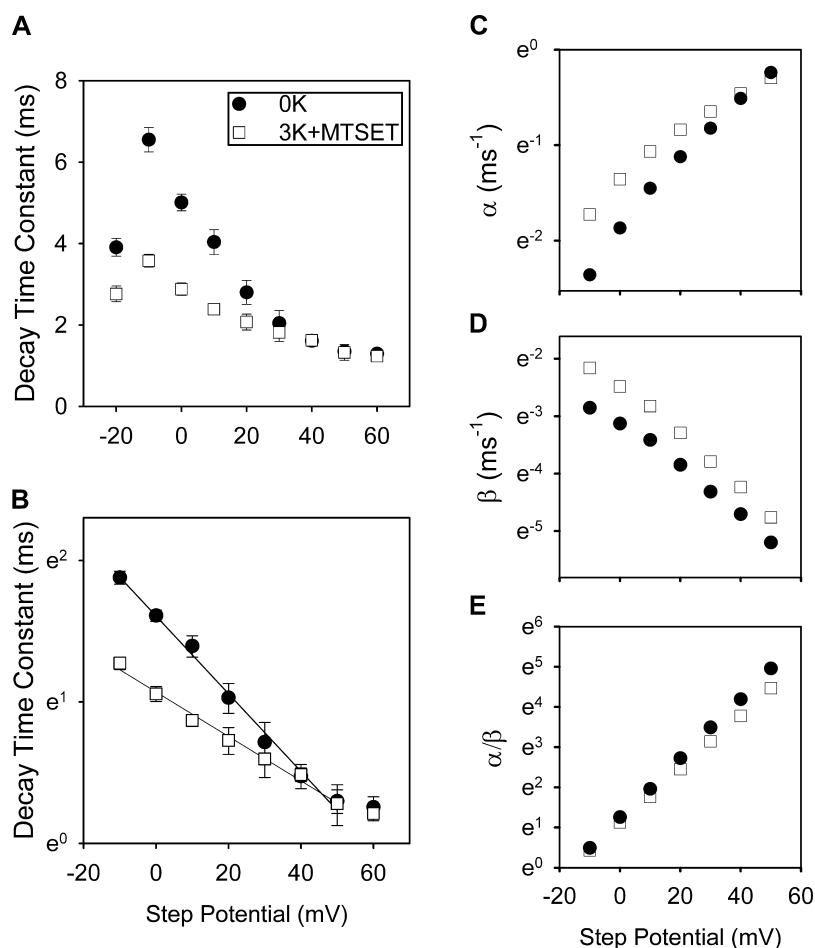 A
Decay Time Constant (ms)
8
6
4
2
0
-20 0 20 40 60
0K
3K+MTSET
B
Decay Time Constant (ms)
e²
e¹
e⁰
-20 0 20 40 60
Step Potential (mV)
C
α (ms⁻¹)
e⁰
e⁻¹
e⁻²
D
β (ms⁻¹)
e⁻²
e⁻³
e⁻⁴
e⁻⁵
E
α/β
e⁶
e⁵
e⁴
e³
e²
e¹
e⁰
-20 0 20 40 60
Step Potential (mV)